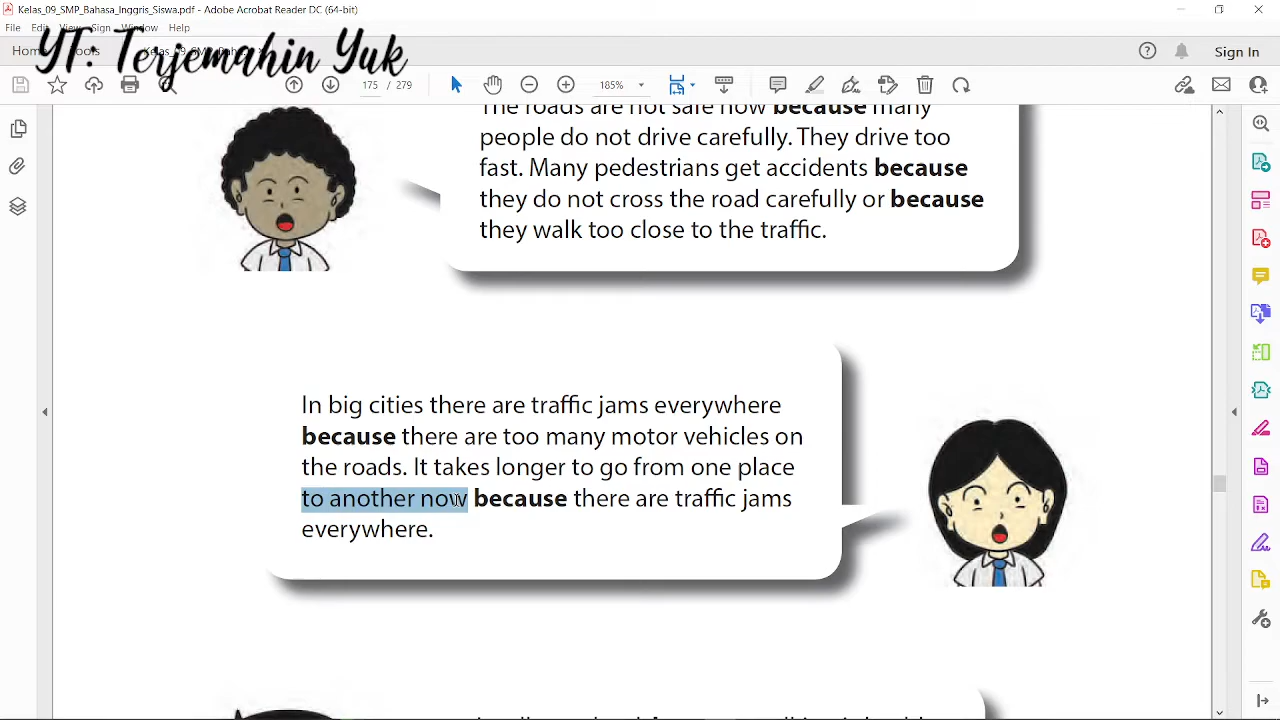 Kelas_09_SMP_Bahasa_Inggris_Siswa.pdf - Adobe Acrobat Reader DC (64-bit)
File Edit View Sign Window Help
YT: Terjemahin Yuk
Home Tools
Sign In
175 / 279
185%
The roads are not safe now because many
people do not drive carefully. They drive too
fast. Many pedestrians get accidents because
they do not cross the road carefully or because
they walk too close to the traffic.
In big cities there are traffic jams everywhere
because there are too many motor vehicles on
the roads. It takes longer to go from one place
to another now because there are traffic jams
everywhere.